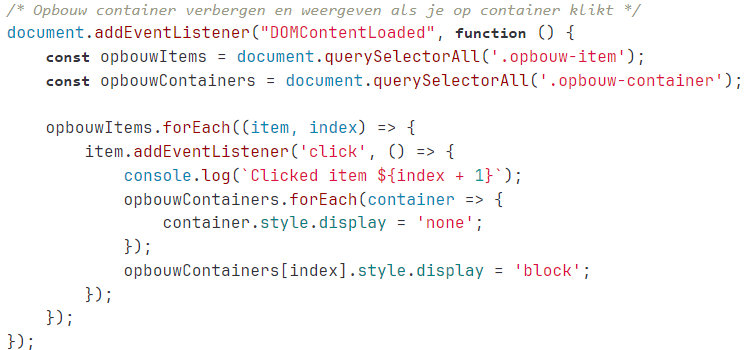 /* Opbouw container verbergen en weergeven als je op container klikt */
document.addEventListener("DOMContentLoaded", function () {
    const opbouwItems = document.querySelectorAll('.opbouw-item');
    const opbouwContainers = document.querySelectorAll('.opbouw-container');

    opbouwItems.forEach((item, index) => {
        item.addEventListener('click', () => {
            console.log(`Clicked item ${index + 1}`);
            opbouwContainers.forEach(container => {
                container.style.display = 'none';
            });
            opbouwContainers[index].style.display = 'block';
        });
    });
});